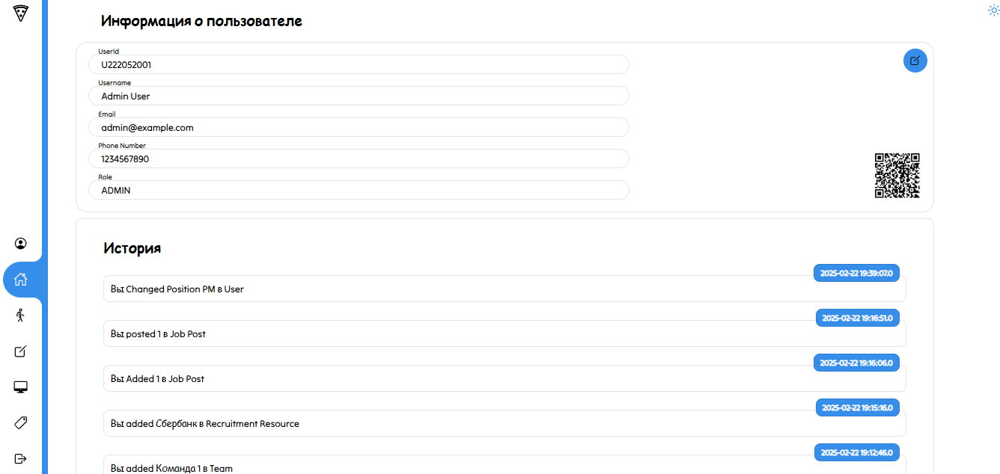 Информация о пользователе
UserId
U222052001
Username
Admin User
Email
admin@example.com
Phone Number
1234567890
Role
ADMIN
История
2025-02-22 19:39:07.0
Вы Changed Position PM в User
2025-02-22 19:16:51.0
Вы posted 1 в Job Post
2025-02-22 19:16:06.0
Вы Added 1 в Job Post
2025-02-22 19:15:16.0
Вы added Сбербанк в Recruitment Resource
2025-02-22 19:12:46.0
Вы added Команда 1 в Team